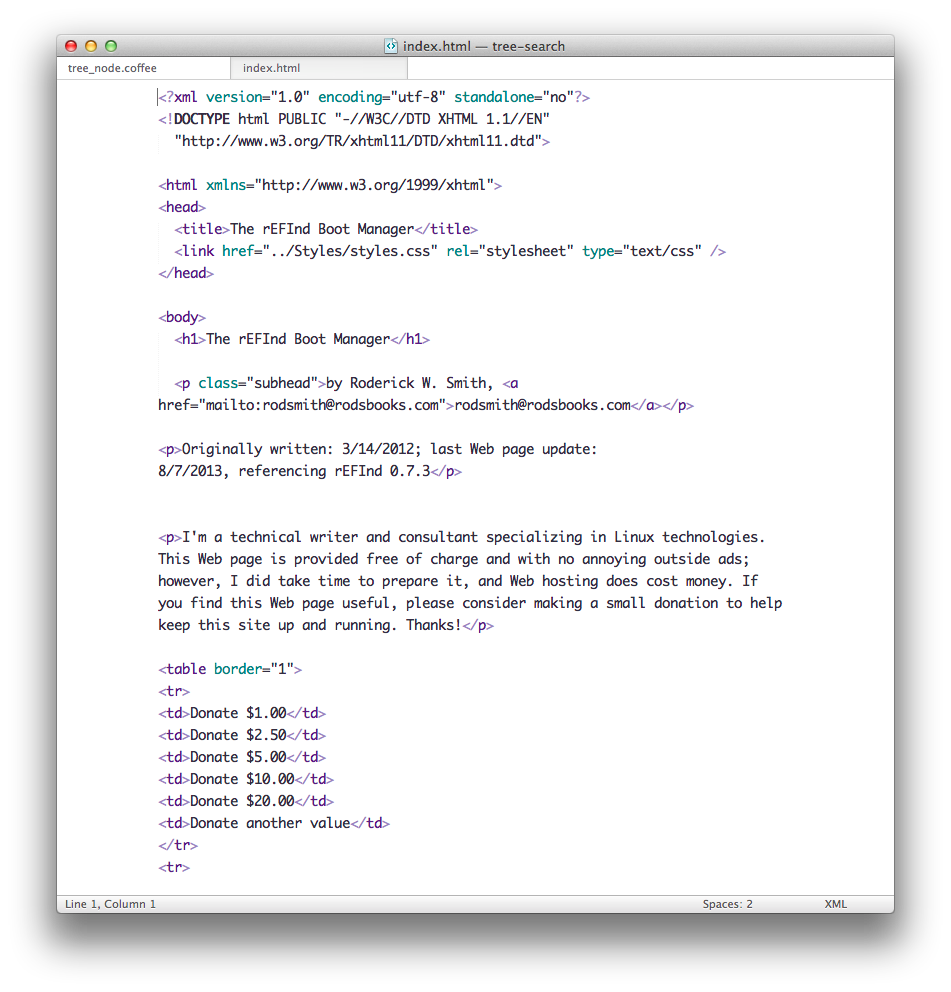 index.html — tree-search
tree_node.coffee
index.html
<?xml version="1.0" encoding="utf-8" standalone="no"?>
<!DOCTYPE html PUBLIC "-//W3C//DTD XHTML 1.1//EN"
  "http://www.w3.org/TR/xhtml11/DTD/xhtml11.dtd">
<html xmlns="http://www.w3.org/1999/xhtml">
<head>
  <title>The rEFInd Boot Manager</title>
  <link href="../Styles/styles.css" rel="stylesheet" type="text/css" />
</head>
<body>
  <h1>The rEFInd Boot Manager</h1>
  <p class="subhead">by Roderick W. Smith, <a
href="mailto:rodsmith@rodsbooks.com">rodsmith@rodsbooks.com</a></p>
<p>Originally written: 3/14/2012; last Web page update:
8/7/2013, referencing rEFInd 0.7.3</p>
<p>I'm a technical writer and consultant specializing in Linux technologies.
This Web page is provided free of charge and with no annoying outside ads;
however, I did take time to prepare it, and Web hosting does cost money. If
you find this Web page useful, please consider making a small donation to help
keep this site up and running. Thanks!</p>
<table border="1">
<tr>
<td>Donate $1.00</td>
<td>Donate $2.50</td>
<td>Donate $5.00</td>
<td>Donate $10.00</td>
<td>Donate $20.00</td>
<td>Donate another value</td>
</tr>
<tr>
Line 1, Column 1
Spaces: 2
XML